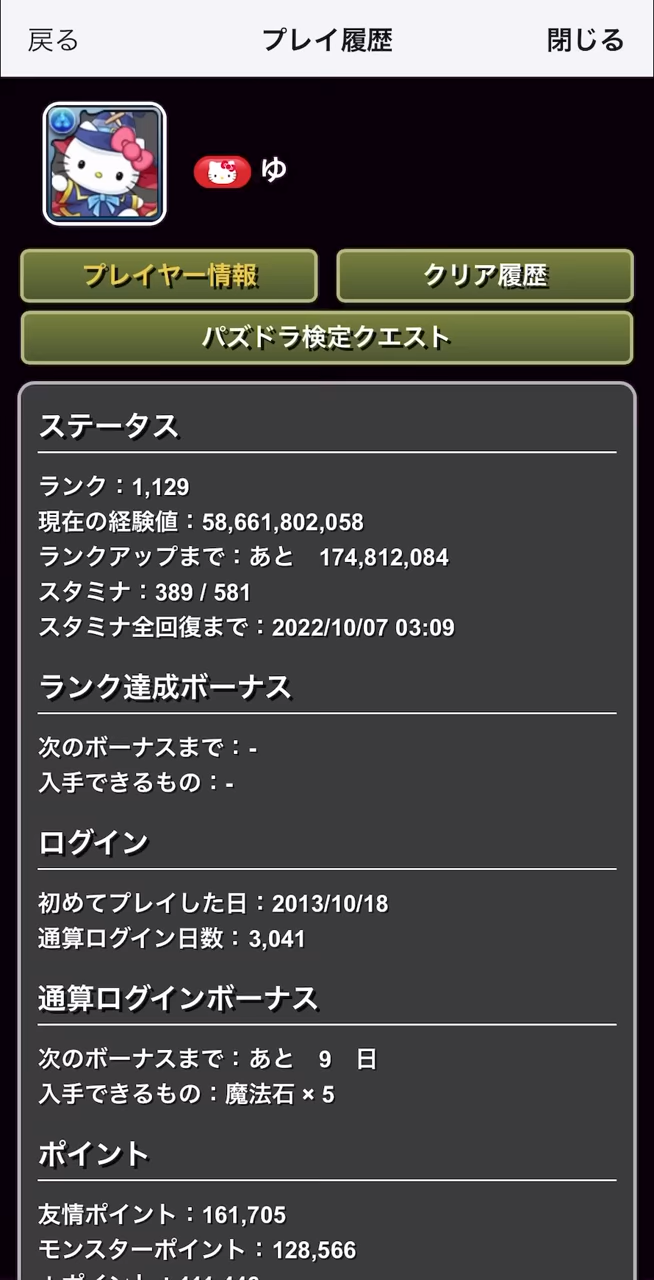 戻る
プレイ履歴
閉じる
ゆ
プレイヤー情報
クリア履歴
パズドラ検定クエスト
ステータス
ランク：1,129
現在の経験値：58,661,802,058
ランクアップまで：あと　174,812,084
スタミナ：389 / 581
スタミナ全回復まで：2022/10/07 03:09
ランク達成ボーナス
次のボーナスまで：-
入手できるもの：-
ログイン
初めてプレイした日：2013/10/18
通算ログイン日数：3,041
通算ログインボーナス
次のボーナスまで：あと　9　日
入手できるもの：魔法石 × 5
ポイント
友情ポイント：161,705
モンスターポイント：128,566